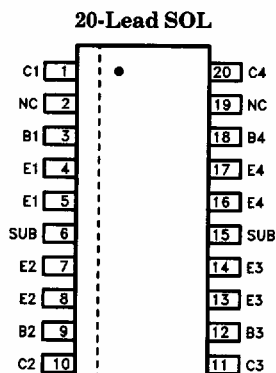 20-Lead SOL
C1 1 20 C4
NC 2 19 NC
B1 3 18 B4
E1 4 17 E4
E1 5 16 E4
SUB 6 15 SUB
E2 7 14 E3
E2 8 13 E3
B2 9 12 B3
C2 10 11 C3